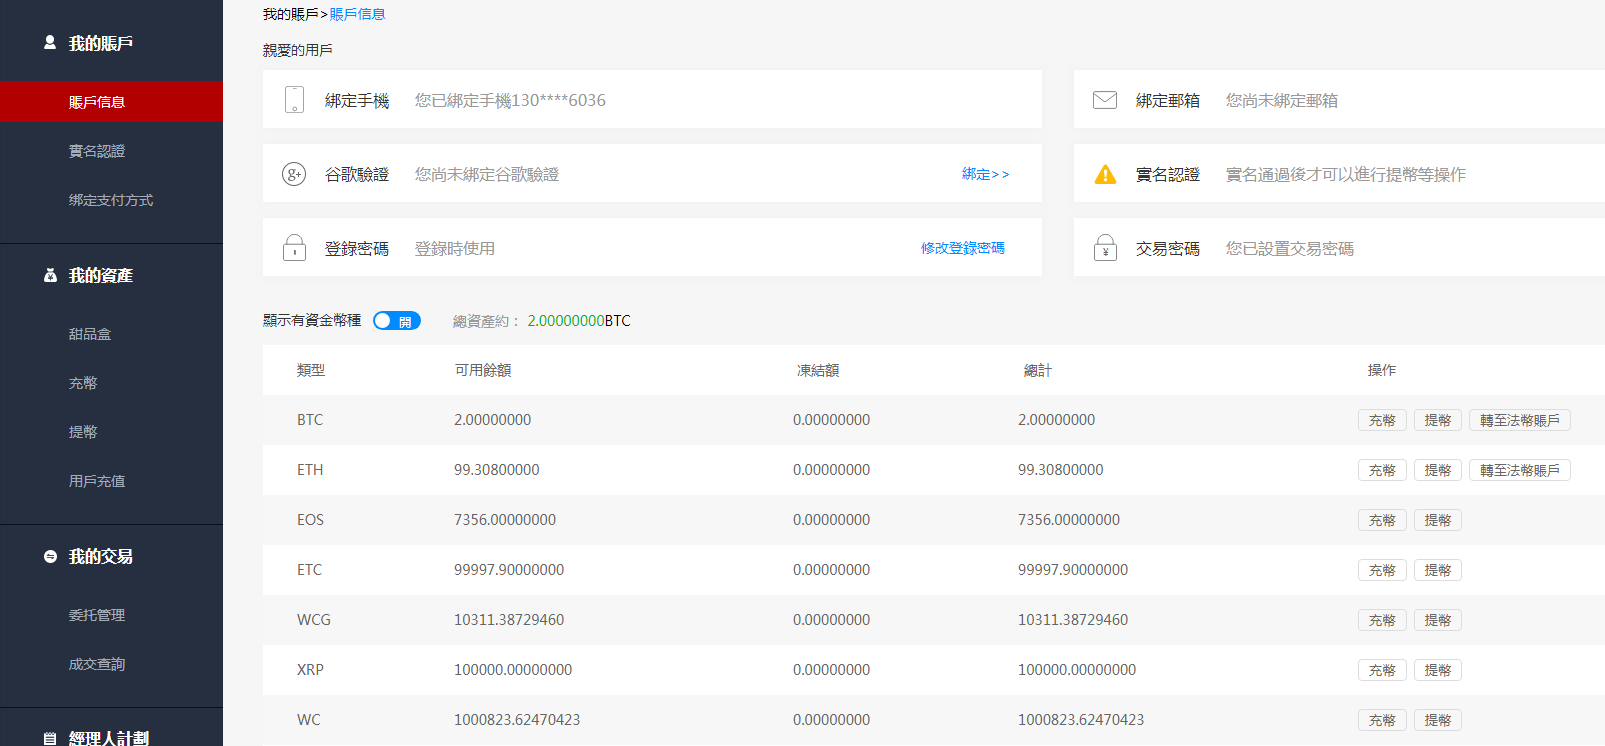 我的賬戶
賬戶信息
實名認證
绑定支付方式
我的資產
甜品盒
充幣
提幣
用戶充值
我的交易
委托管理
成交查詢
經理人計劃
我的賬戶>賬戶信息
親愛的用戶
綁定手機 您已綁定手機130****6036
綁定郵箱 您尚未綁定郵箱
谷歌驗證 您尚未綁定谷歌驗證 綁定>>
實名認證 實名通過後才可以進行提幣等操作
登錄密碼 登錄時使用 修改登錄密碼
交易密碼 您已設置交易密碼
顯示有資金幣種 開 總資產約： 2.00000000BTC
類型 可用餘額 凍結額 總計 操作
BTC 2.00000000 0.00000000 2.00000000 充幣 提幣 轉至法幣賬戶
ETH 99.30800000 0.00000000 99.30800000 充幣 提幣 轉至法幣賬戶
EOS 7356.00000000 0.00000000 7356.00000000 充幣 提幣
ETC 99997.90000000 0.00000000 99997.90000000 充幣 提幣
WCG 10311.38729460 0.00000000 10311.38729460 充幣 提幣
XRP 100000.00000000 0.00000000 100000.00000000 充幣 提幣
WC 1000823.62470423 0.00000000 1000823.62470423 充幣 提幣